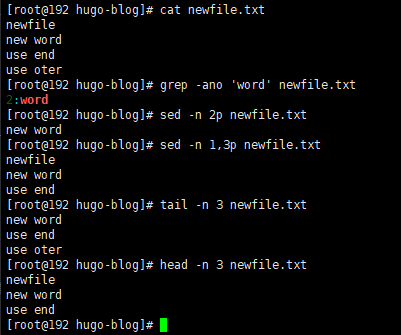 [root@192 hugo-blog]# cat newfile.txt
newfile
new word
use end
use oter
[root@192 hugo-blog]# grep -ano 'word' newfile.txt
2:word
[root@192 hugo-blog]# sed -n 2p newfile.txt
new word
[root@192 hugo-blog]# sed -n 1,3p newfile.txt
newfile
new word
use end
[root@192 hugo-blog]# tail -n 3 newfile.txt
new word
use end
use oter
[root@192 hugo-blog]# head -n 3 newfile.txt
newfile
new word
use end
[root@192 hugo-blog]#